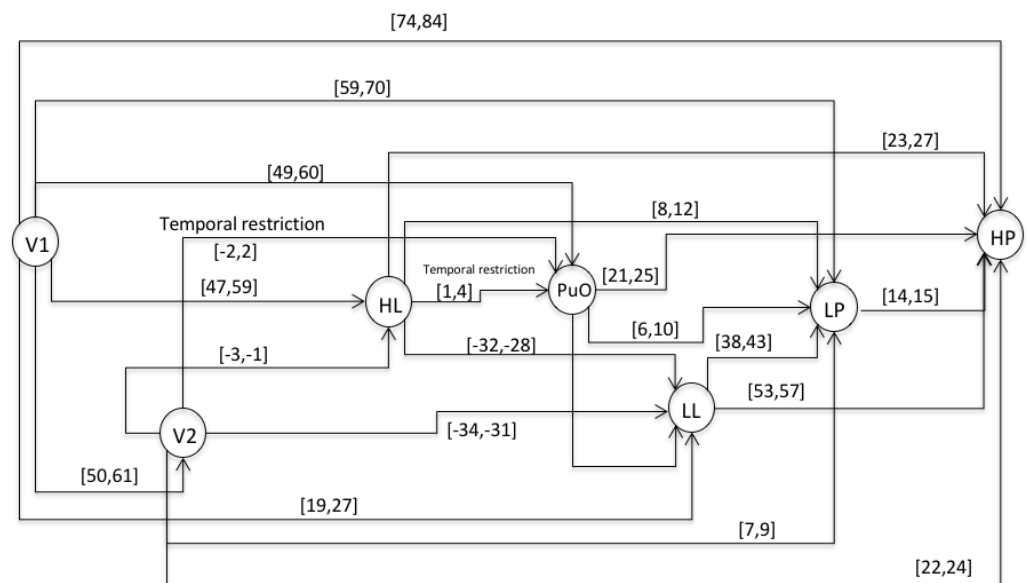 [74,84]
[59,70]
[23,27]
[49,60]
[8,12]
Temporal restriction
[-2,2]
V1
HP
Temporal restriction
[21,25]
[47,59]
HL
[1,4]
PuO
LP
[14,15]
[6,10]
[-3,-1]
[-32,-28]
[38,43]
[53,57]
LL
V2
[-34,-31]
[50,61]
[19,27]
[7,9]
[22,24]